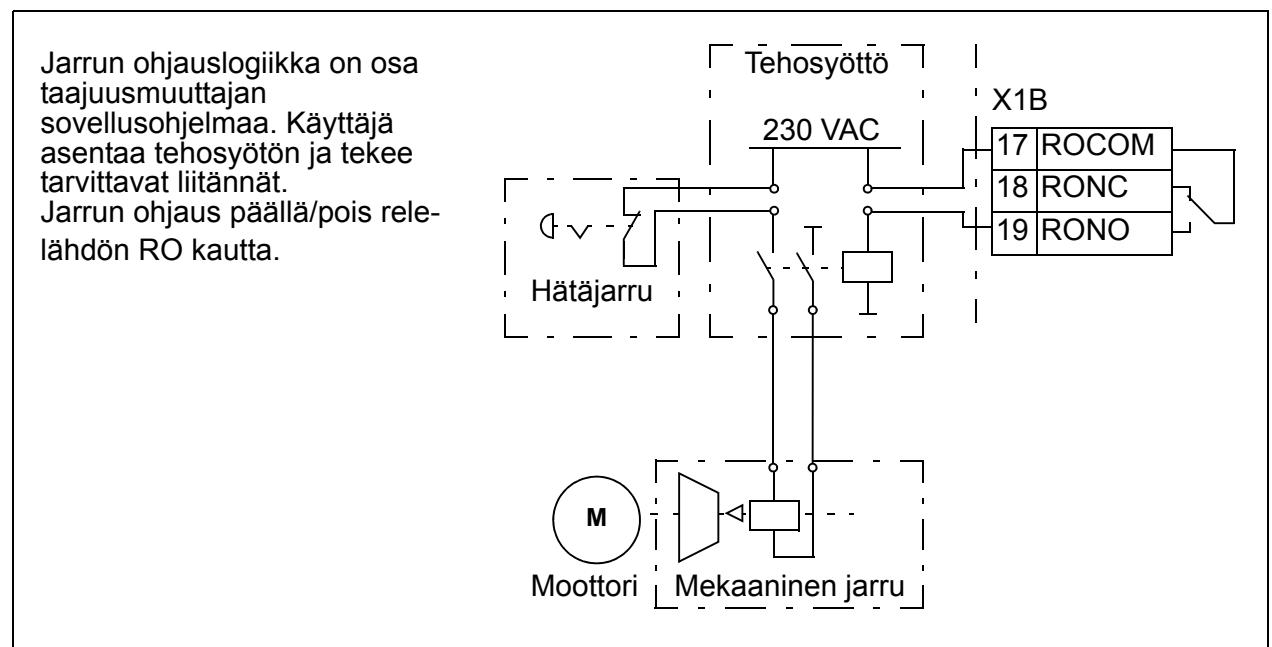 Jarrun ohjauslogiikka on osa
taajuusmuuttajan
sovellusohjelmaa. Käyttäjä
asentaa tehosyötön ja tekee
tarvittavat liitännät.
Jarrun ohjaus päällä/pois rele-
lähdön RO kautta.
Tehosyöttö
230 VAC
X1B
17 ROCOM
18 RONC
19 RONO
Hätäjarru
M
Moottori
Mekaaninen jarru